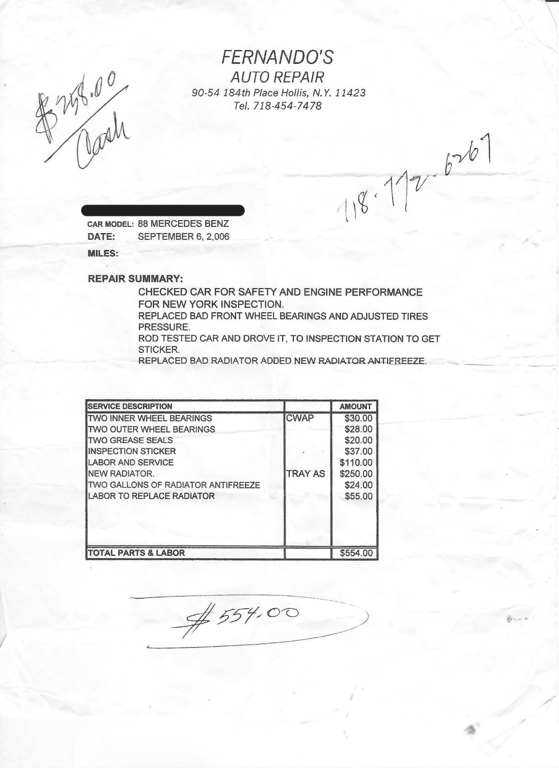 FERNANDO'S
AUTO REPAIR
90-54 184th Place Hollis, N.Y. 11423
Tel. 718-454-7478
$258.00
Cash
718-772-6267
CAR MODEL: 88 MERCEDES BENZ
DATE: SEPTEMBER 6, 2,006
MILES:
REPAIR SUMMARY:
CHECKED CAR FOR SAFETY AND ENGINE PERFORMANCE
FOR NEW YORK INSPECTION.
REPLACED BAD FRONT WHEEL BEARINGS AND ADJUSTED TIRES
PRESSURE.
ROD TESTED CAR AND DROVE IT, TO INSPECTION STATION TO GET
STICKER.
REPLACED BAD RADIATOR ADDED NEW RADIATOR ANTIFREEZE.
SERVICE DESCRIPTION AMOUNT
TWO INNER WHEEL BEARINGS CWAP $30.00
TWO OUTER WHEEL BEARINGS $28.00
TWO GREASE SEALS $20.00
INSPECTION STICKER $37.00
LABOR AND SERVICE $110.00
NEW RADIATOR. TRAY AS $250.00
TWO GALLONS OF RADIATOR ANTIFREEZE $24.00
LABOR TO REPLACE RADIATOR $55.00
TOTAL PARTS & LABOR $554.00
$554.00